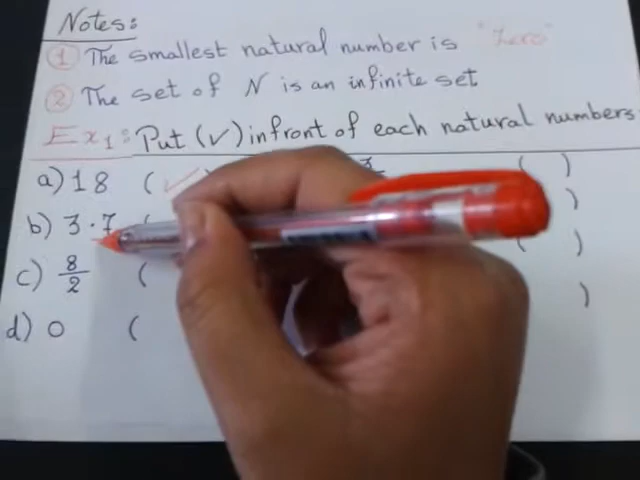 Notes:
① The smallest natural number is "Zero"
② The set of N is an infinite set
Ex1: Put (✓) infront of each natural numbers
a) 18 ( ✓ ) ( )
b) 3.7 ( )
c) 8/2 ( )
d) 0 ( )